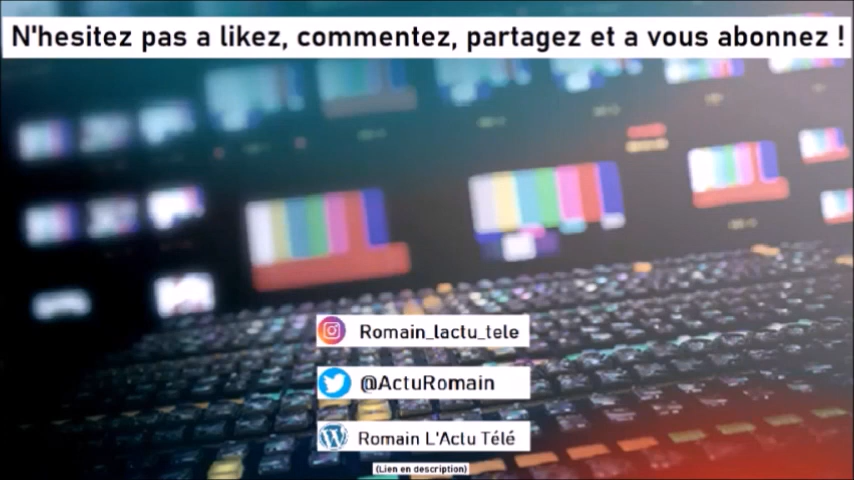 N'hesitez pas a likez, commentez, partagez et a vous abonnez !
Romain_lactu_tele
@ActuRomain
Romain L'Actu Télé
(Lien en description)